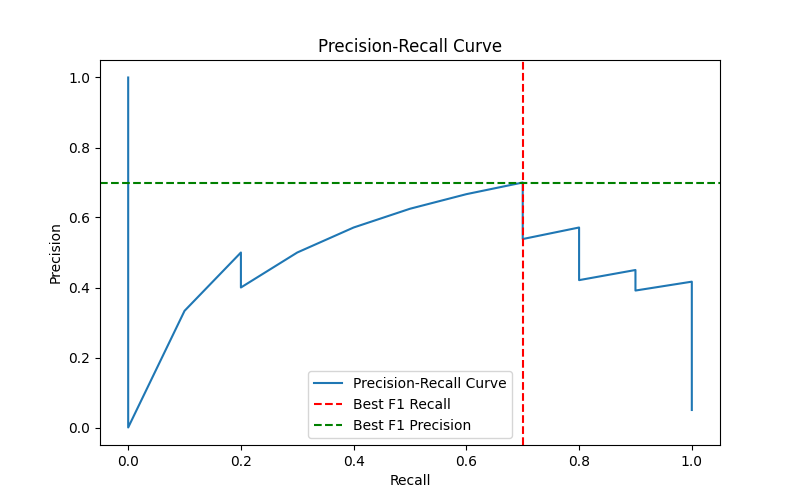 Precision-Recall Curve
Precision
1.0
0.8
0.6
0.4
0.2
0.0
Precision-Recall Curve
Best F1 Recall
Best F1 Precision
0.0 0.2 0.4 0.6 0.8 1.0
Recall